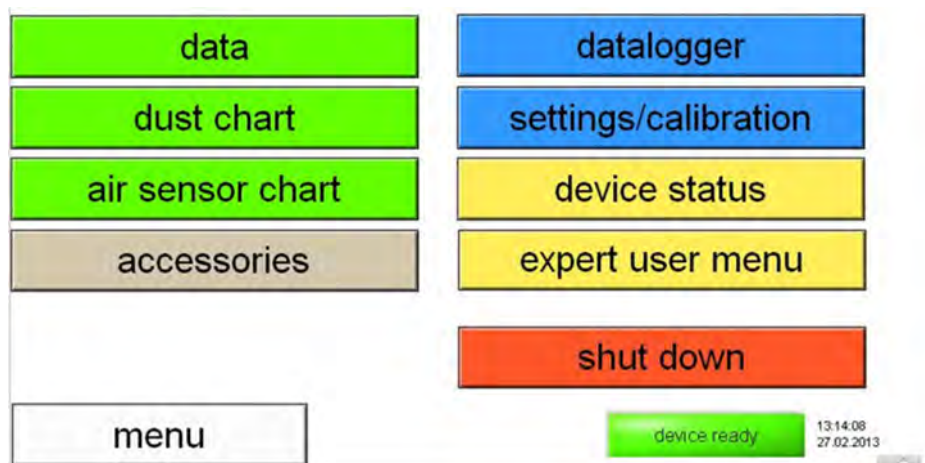 data
datalogger
dust chart
settings/calibration
air sensor chart
device status
accessories
expert user menu
shut down
menu
device ready
13:14:08
27.02.2013